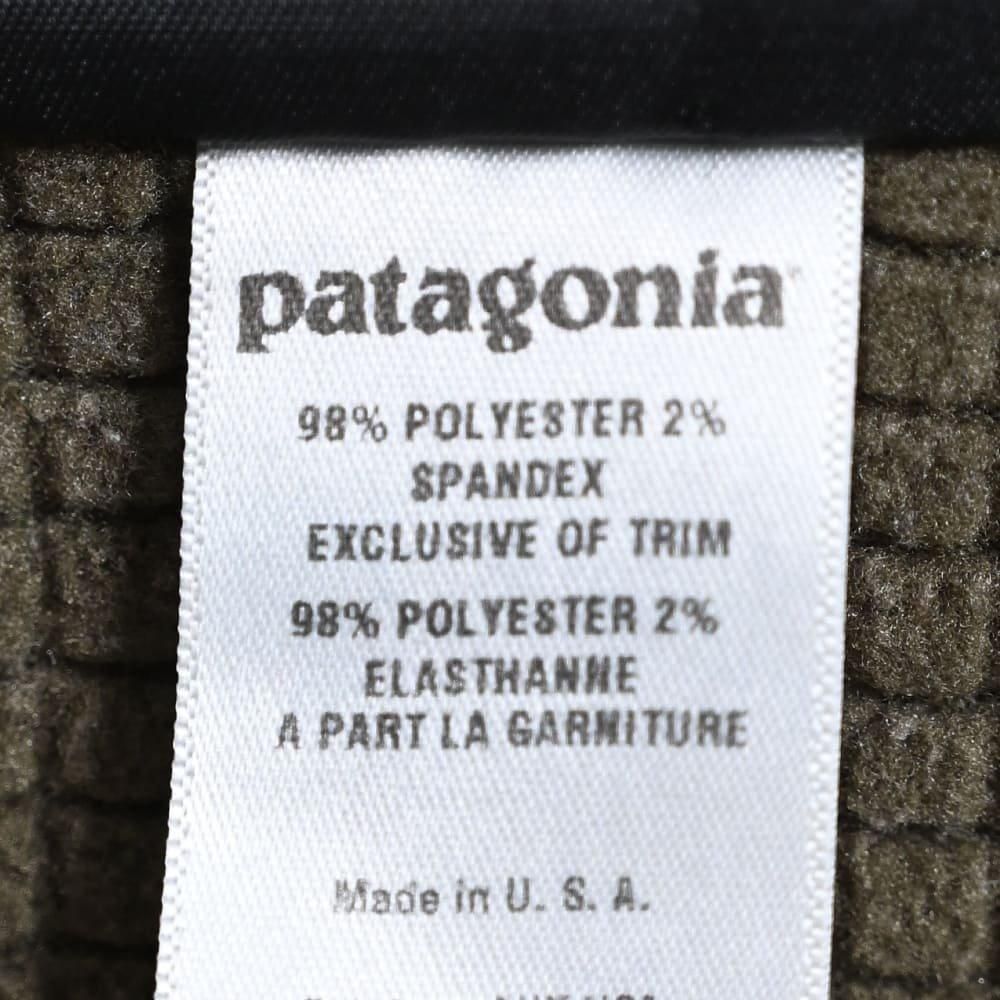 patagonia
98% POLYESTER 2%
SPANDEX
EXCLUSIVE OF TRIM
98% POLYESTER 2%
ELASTHANNE
A PART LA GARNITURE
Made in U. S. A.